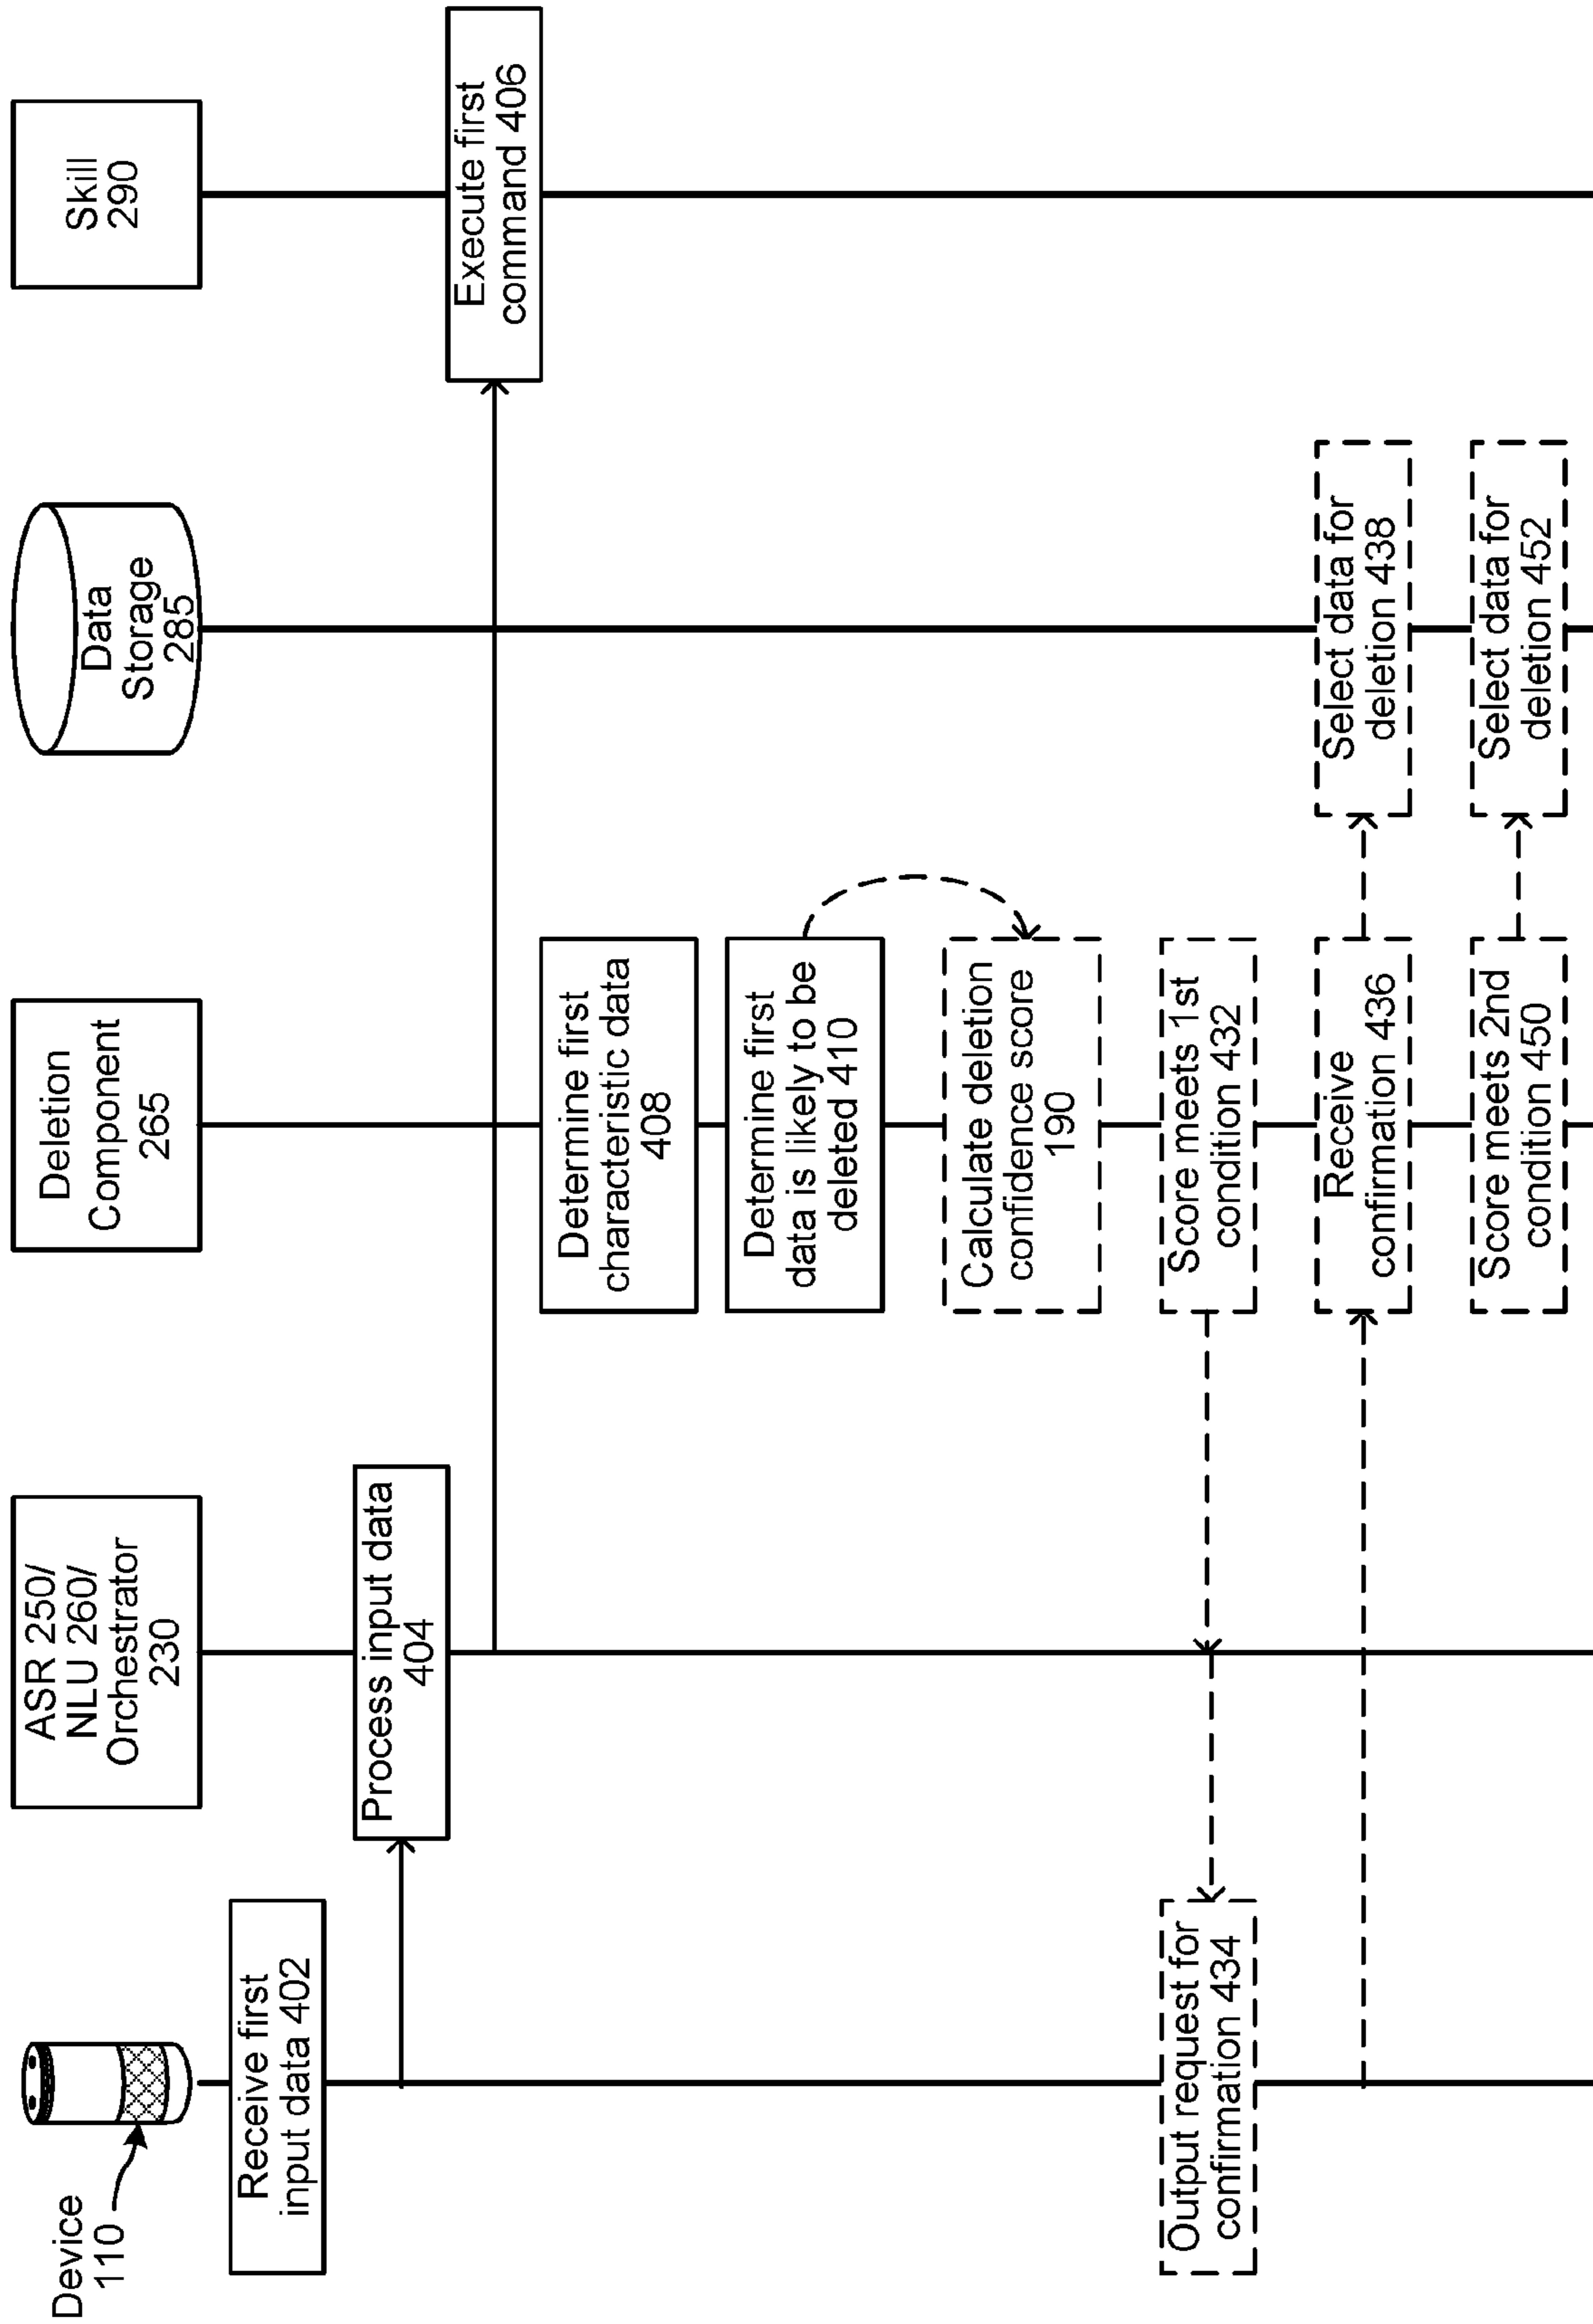 Device
110
ASR 250/
NLU 260/
Orchestrator
230
Deletion
Component
265
Data
Storage
285
Skill
290
Receive first
input data 402
Process input data
404
Execute first
command 406
Determine first
characteristic data
408
Determine first
data is likely to be
deleted 410
Calculate deletion
confidence score
190
Output request for
confirmation 434
Score meets 1st
condition 432
Receive
confirmation 436
Select data for
deletion 438
Score meets 2nd
condition 450
Select data for
deletion 452